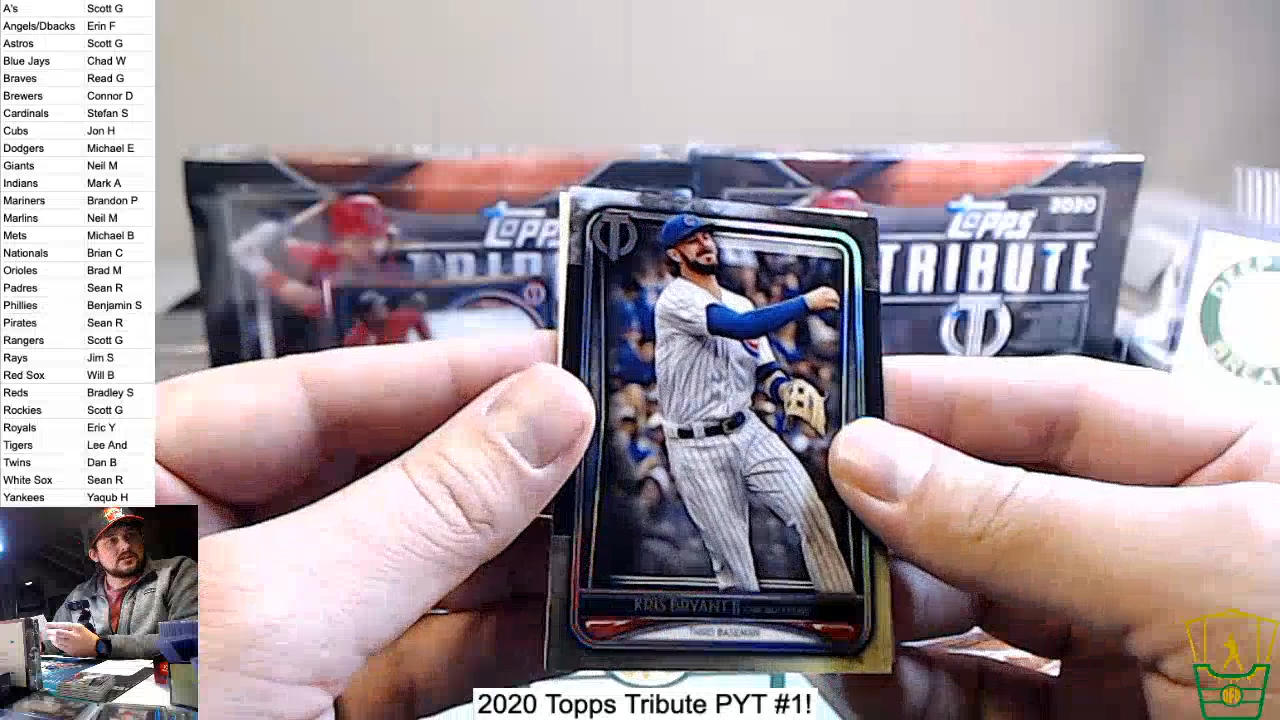 A's Scott G
Angels/Dbacks Erin F
Astros Scott G
Blue Jays Chad W
Braves Read G
Brewers Connor D
Cardinals Stefan S
Cubs Jon H
Dodgers Michael E
Giants Neil M
Indians Mark A
Mariners Brandon P
Marlins Neil M
Mets Michael B
Nationals Brian C
Orioles Brad M
Padres Sean R
Phillies Benjamin S
Pirates Sean R
Rangers Scott G
Rays Jim S
Red Sox Will B
Reds Bradley S
Rockies Scott G
Royals Eric Y
Tigers Lee And
Twins Dan B
White Sox Sean R
Yankees Yaqub H
TOPPS
TOPPS 2020
TRIBUTE
KRIS BRYANT
THIRD BASEMAN
2020 Topps Tribute PYT #1!